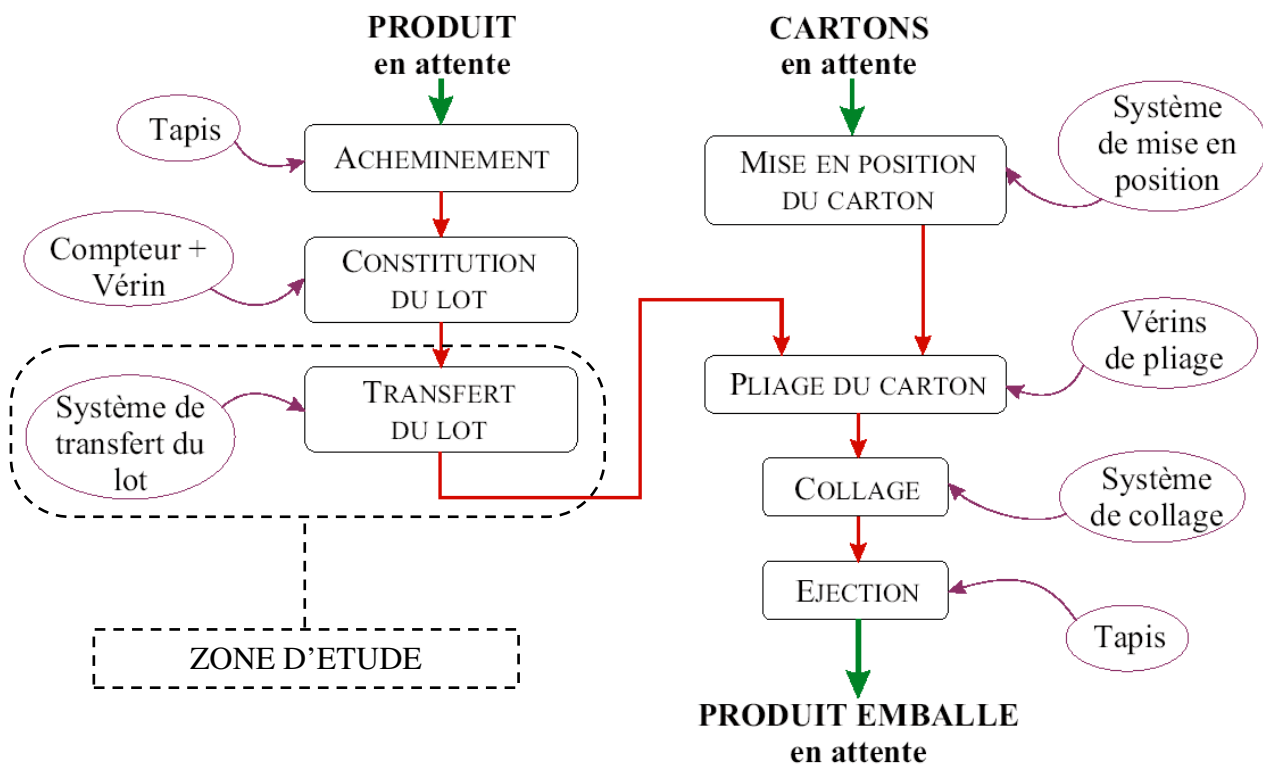 PRODUIT
en attente
CARTONS
en attente
Tapis
ACHEMINEMENT
MISE EN POSITION
DU CARTON
Système
de mise en
position
Compteur +
Vérin
CONSTITUTION
DU LOT
Système de
transfert du
lot
TRANSFERT
DU LOT
PLIAGE DU CARTON
Vérins
de pliage
COLLAGE
Système
de collage
EJECTION
Tapis
ZONE D'ETUDE
PRODUIT EMBALLE
en attente